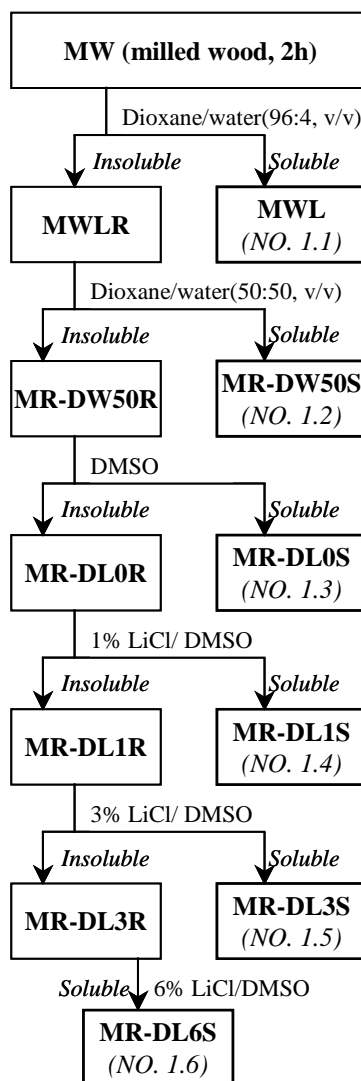 MW (milled wood, 2h)
Dioxane/water(96:4, v/v)
Insoluble Soluble
MWLR MWL
(NO. 1.1)
Dioxane/water(50:50, v/v)
Insoluble Soluble
MR-DW50R MR-DW50S
(NO. 1.2)
DMSO
Insoluble Soluble
MR-DL0R MR-DL0S
(NO. 1.3)
1% LiCl/ DMSO
Insoluble Soluble
MR-DL1R MR-DL1S
(NO. 1.4)
3% LiCl/ DMSO
Insoluble Soluble
MR-DL3R MR-DL3S
(NO. 1.5)
Soluble 6% LiCl/DMSO
MR-DL6S
(NO. 1.6)